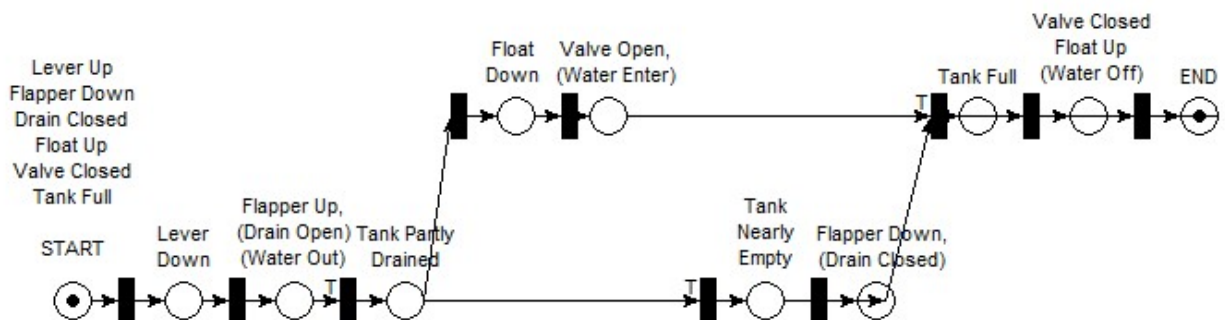 Lever Up
Flapper Down
Drain Closed
Float Up
Valve Closed
Tank Full
START
Lever
Down
Flapper Up,
(Drain Open)
(Water Out)
T
Tank Partly
Drained
Float
Down
Valve Open,
(Water Enter)
T
Tank
Nearly
Empty
Flapper Down,
(Drain Closed)
T
Tank Full
Valve Closed
Float Up
(Water Off)
END